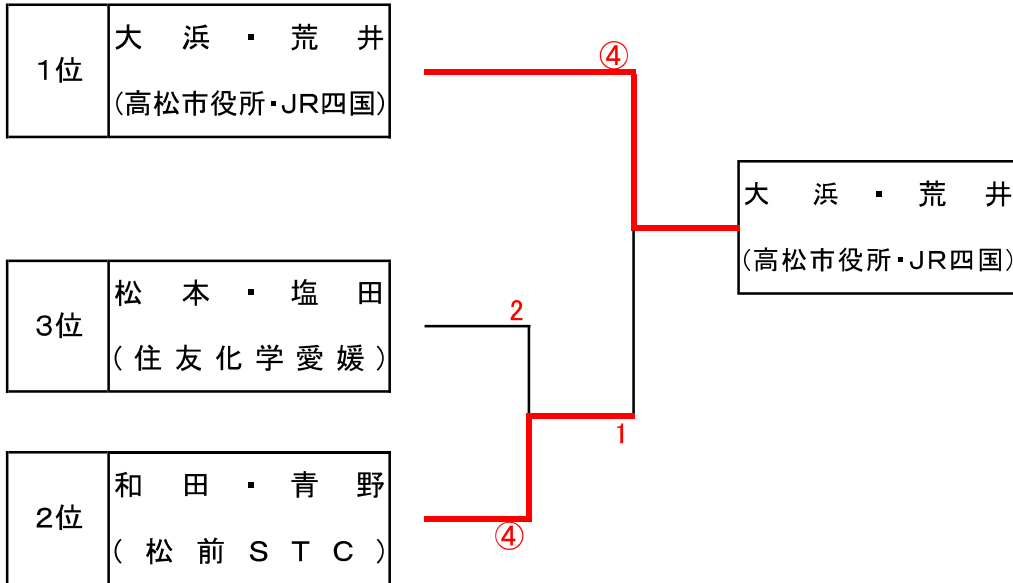 1位
大浜・荒井
(高松市役所・JR四国)
④
大浜・荒井
(高松市役所・JR四国)
3位
松本・塩田
(住友化学愛媛)
2
1
2位
和田・青野
(松前STC)
④